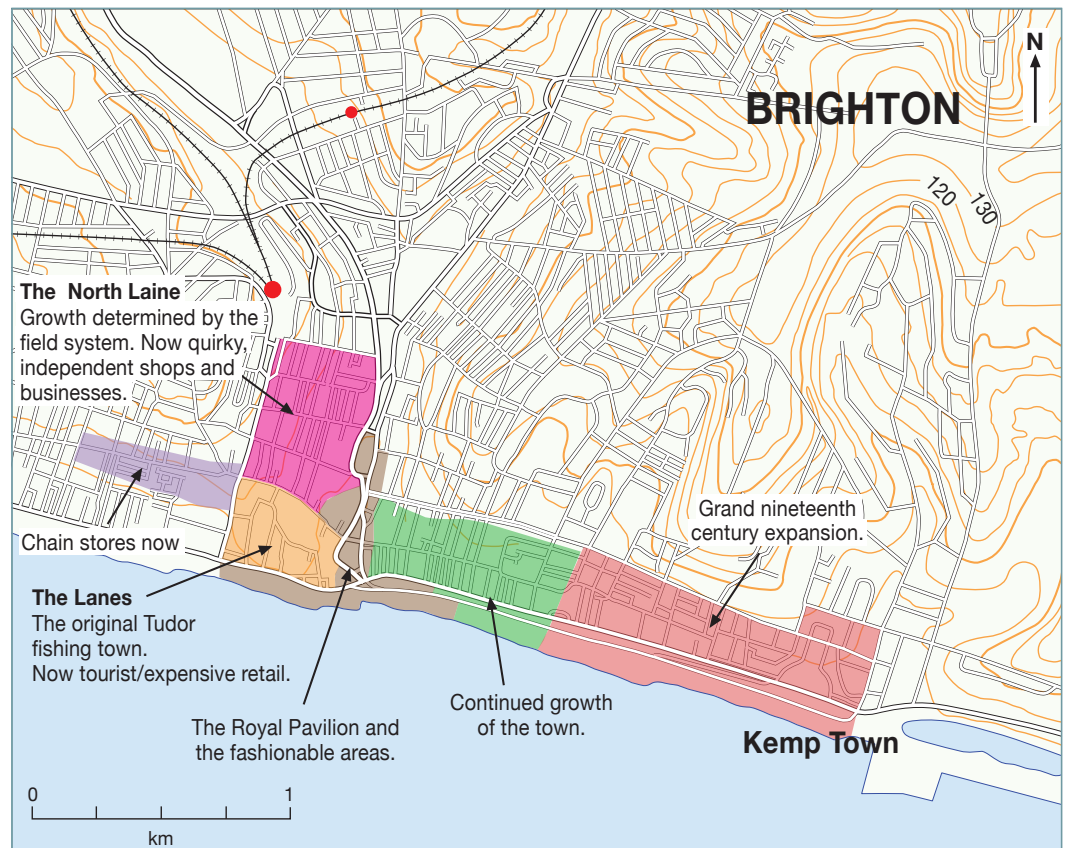 N
BRIGHTON
120
130
The North Laine
Growth determined by the
field system. Now quirky,
independent shops and
businesses.
Chain stores now
Grand nineteenth
century expansion.
The Lanes
The original Tudor
fishing town.
Now tourist/expensive retail.
The Royal Pavilion and
the fashionable areas.
Continued growth
of the town.
Kemp Town
0 1
km